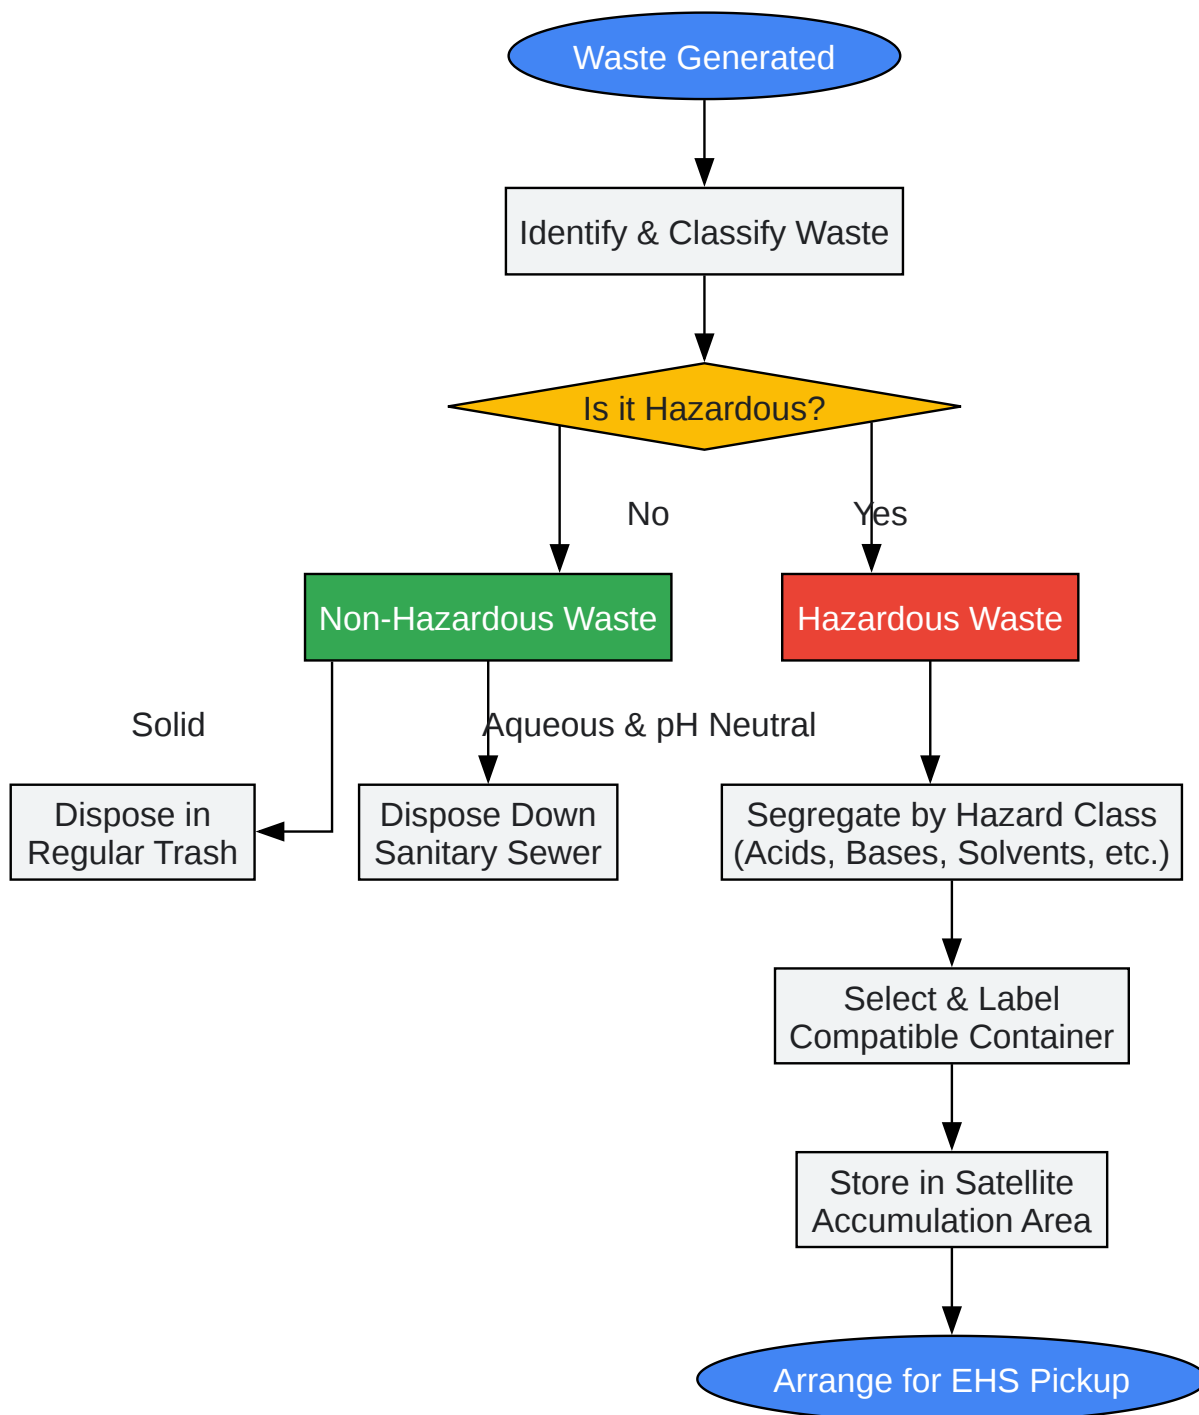 Waste Generated
Identify & Classify Waste
Is it Hazardous?
No
Yes
Non-Hazardous Waste
Hazardous Waste
Solid
Aqueous & pH Neutral
Dispose in
Regular Trash
Dispose Down
Sanitary Sewer
Segregate by Hazard Class
(Acids, Bases, Solvents, etc.)
Select & Label
Compatible Container
Store in Satellite
Accumulation Area
Arrange for EHS Pickup